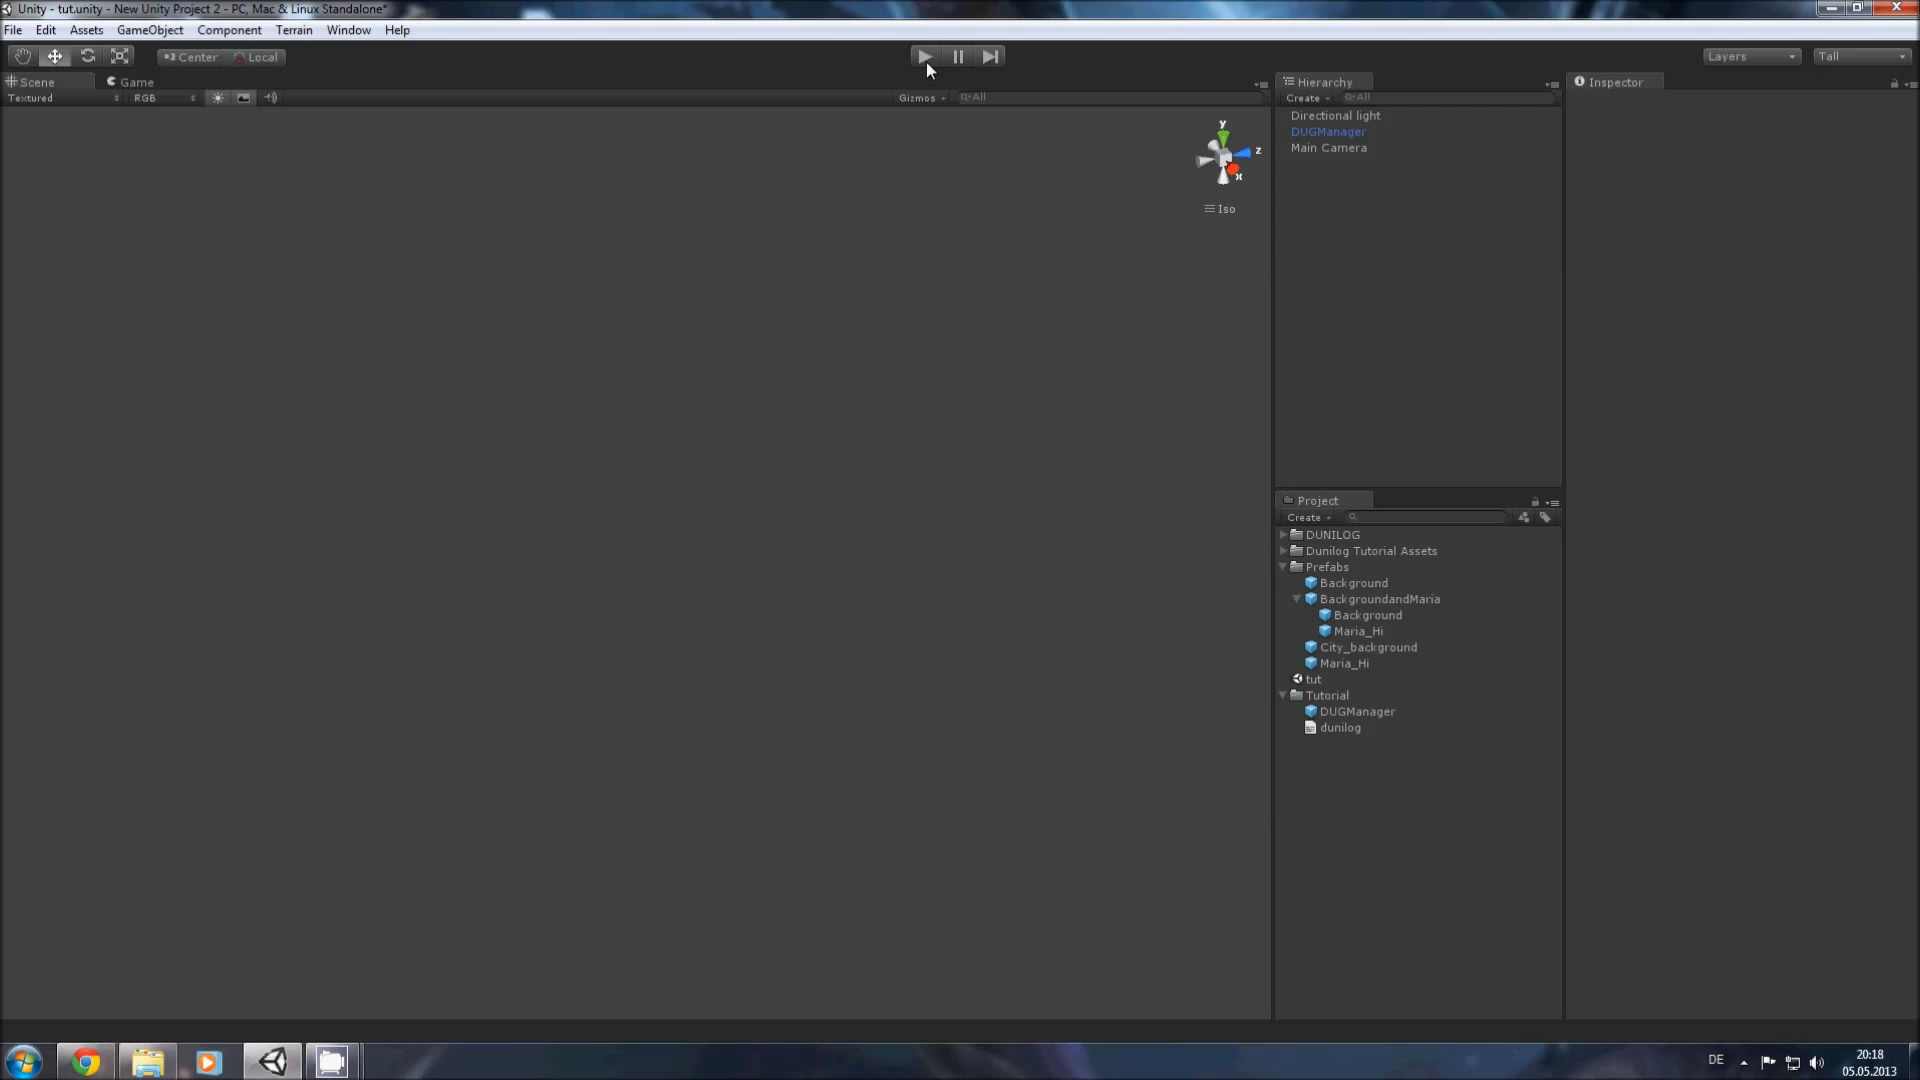 Unity - tut.unity - New Unity Project 2 - PC, Mac & Linux Standalone*
File Edit Assets GameObject Component Terrain Window Help
Center Local Layers Tall
Scene Game Hierarchy Inspector
Textured RGB Gizmos All Create All
Directional light
DUGManager
Main Camera
y
z
x
Iso
Project
Create
DUNILOG
Dunilog Tutorial Assets
Prefabs
Background
BackgroundandMaria
Background
Maria_Hi
City_background
Maria_Hi
tut
Tutorial
DUGManager
dunilog
DE
20:18
05.05.2013